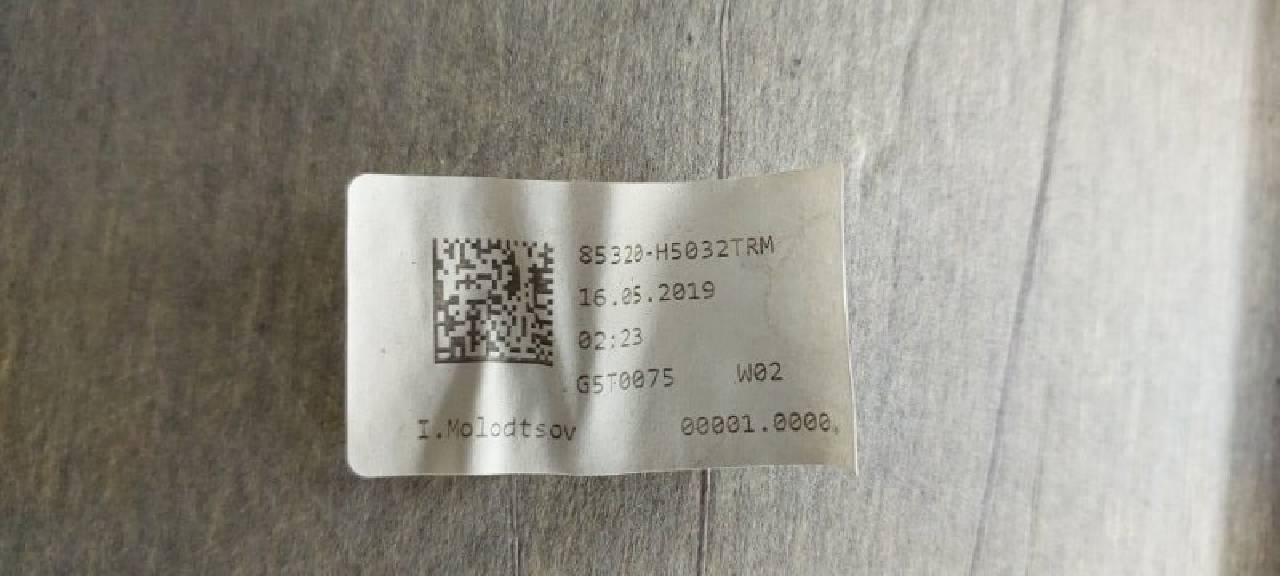 85320-H5032TRM
16.05.2019
02:23
G5T0075 W02
I.Molodtsov 00001.0000